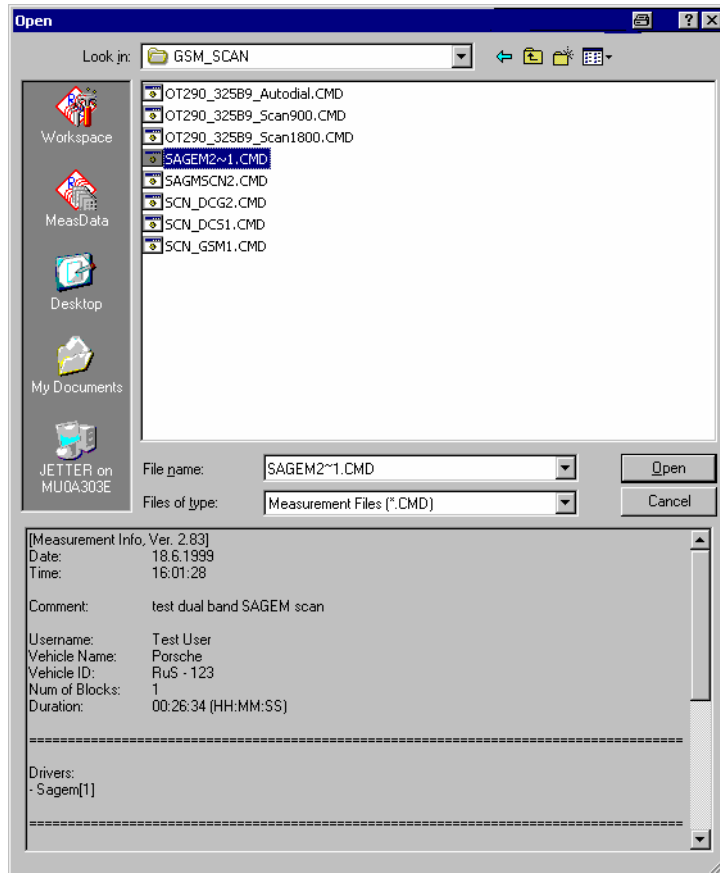 Open
Look in: GSM_SCAN
Workspace
MeasData
Desktop
My Documents
JETTER on
MU0A303E
OT290_325B9_Autodial.CMD
OT290_325B9_Scan900.CMD
OT290_325B9_Scan1800.CMD
SAGEM2~1.CMD
SAGMSCN2.CMD
SCN_DCG2.CMD
SCN_DCS1.CMD
SCN_GSM1.CMD
File name: SAGEM2~1.CMD Open
Files of type: Measurement Files (*.CMD) Cancel
[Measurement Info, Ver. 2.83]
Date: 18.6.1999
Time: 16:01:28
Comment: test dual band SAGEM scan
Username: Test User
Vehicle Name: Porsche
Vehicle ID: RuS - 123
Num of Blocks: 1
Duration: 00:26:34 (HH:MM:SS)
Drivers:
- Sagem[1]